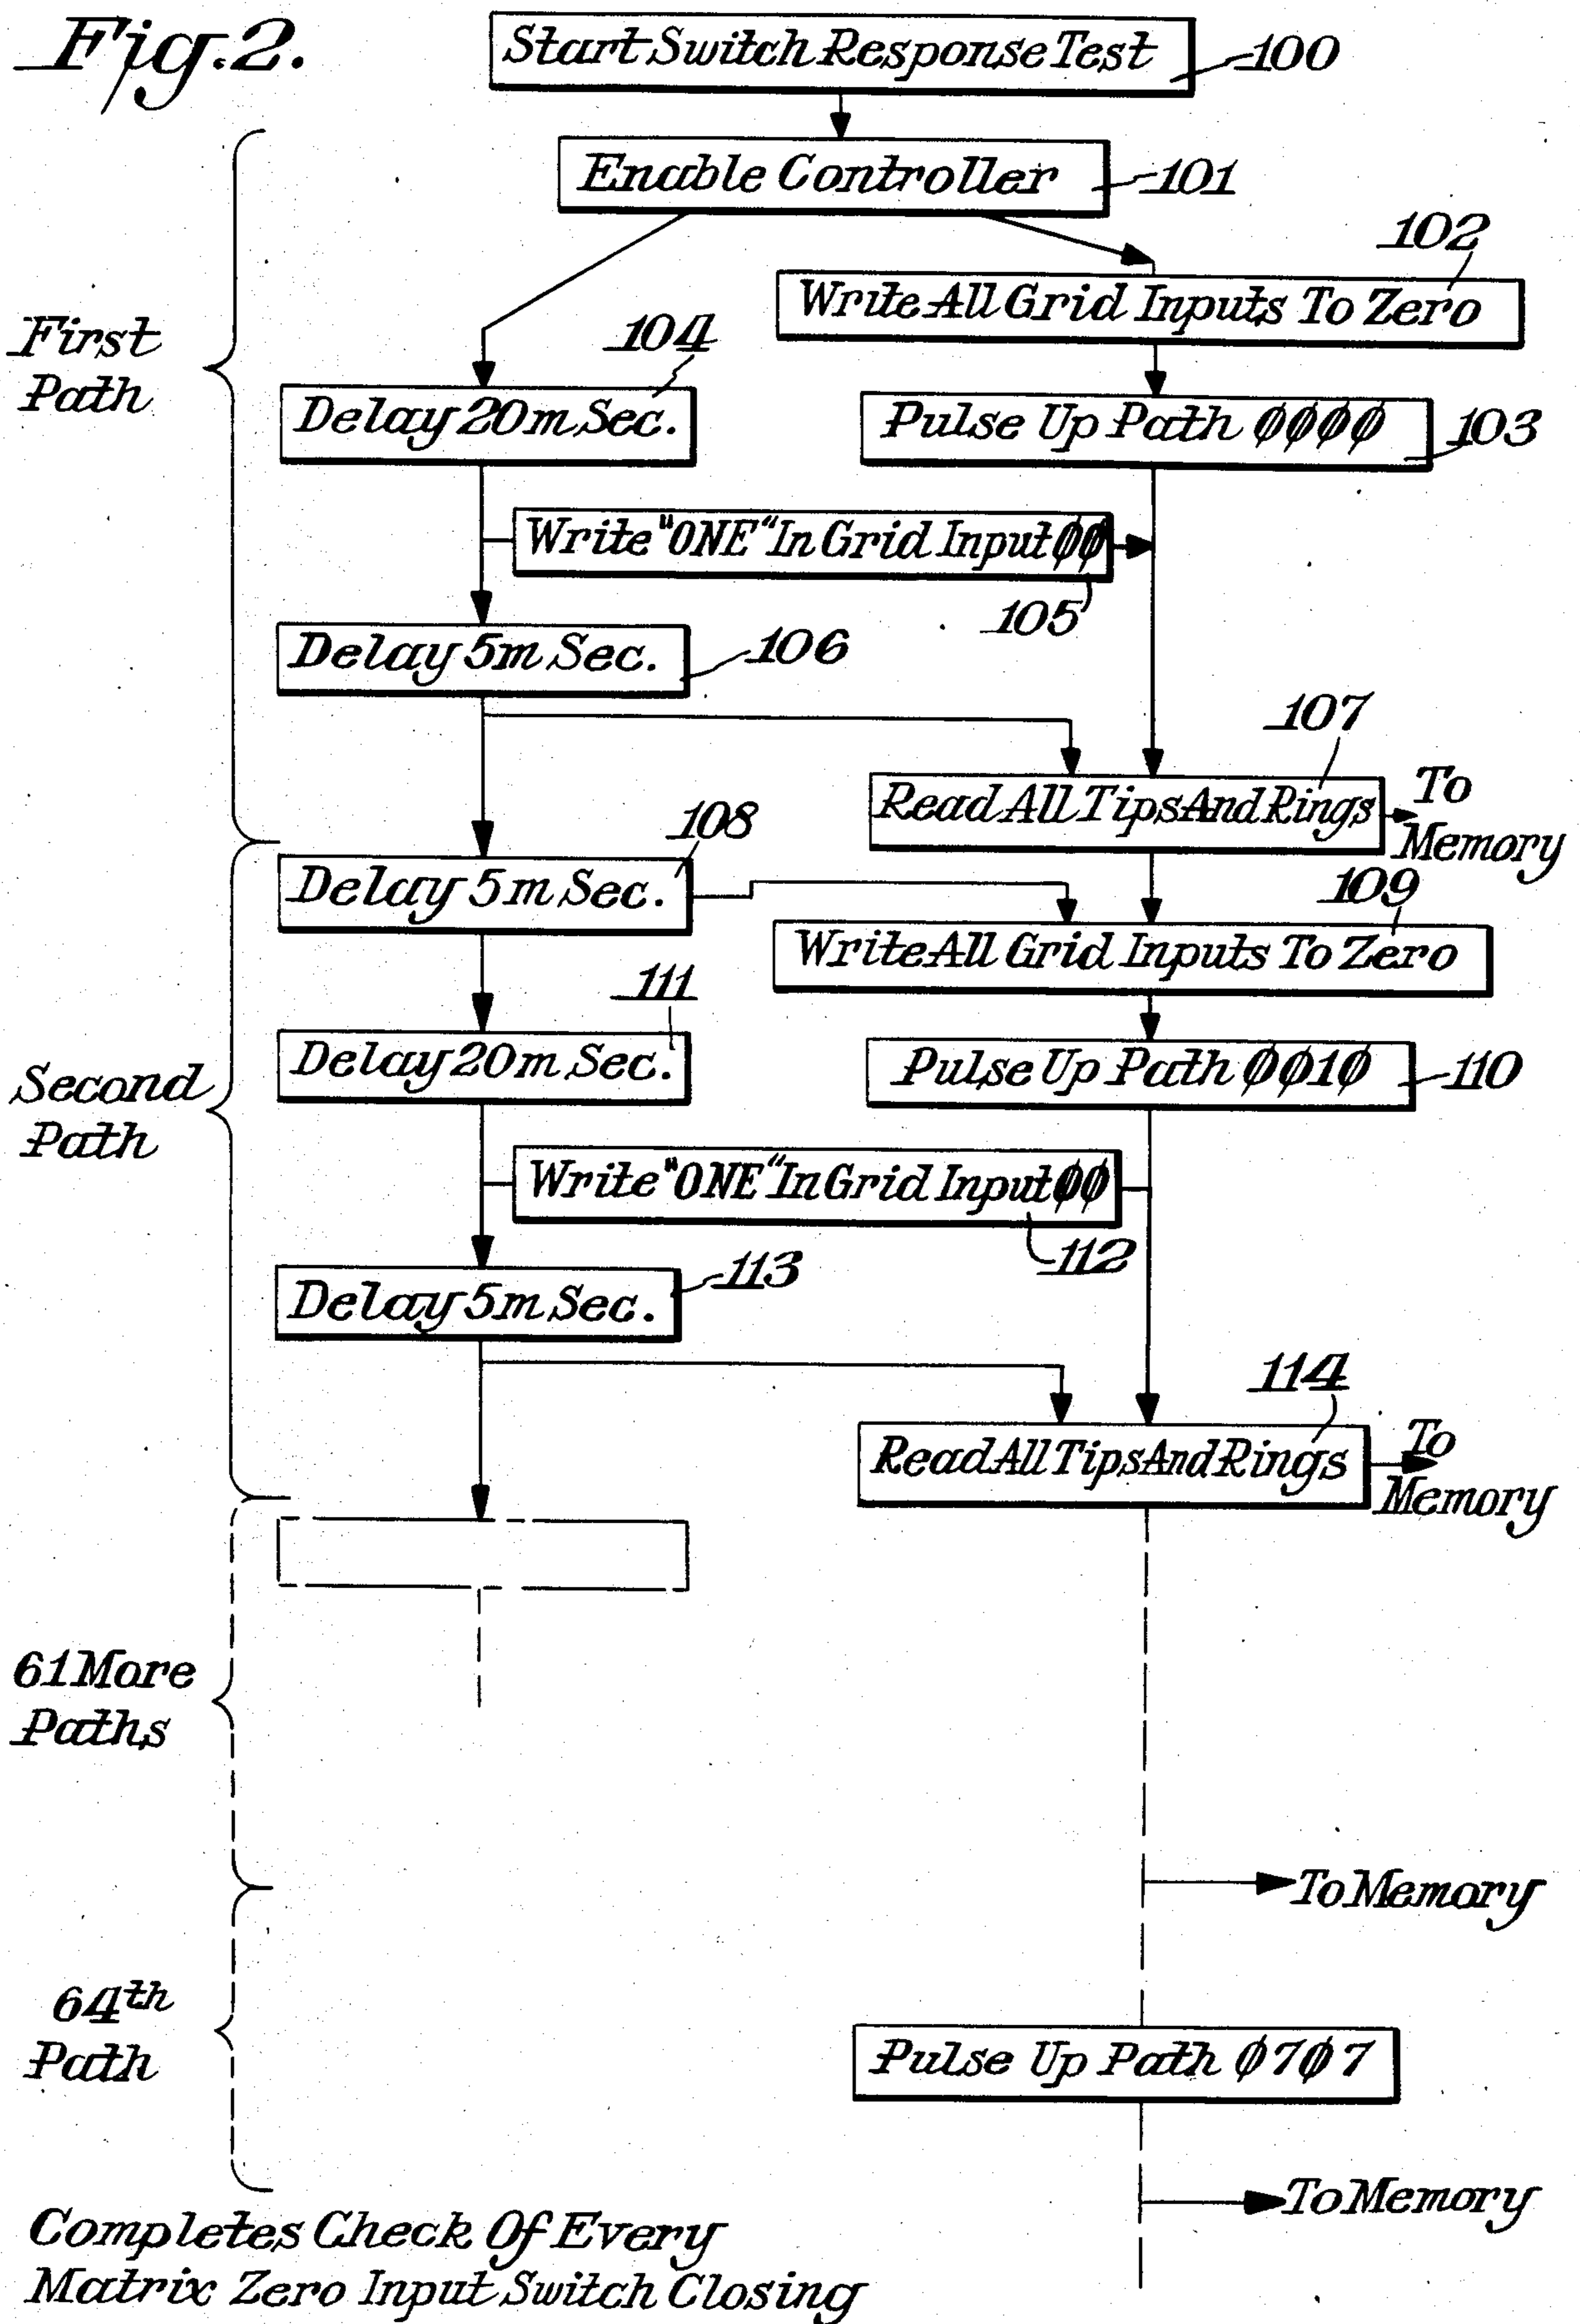 Fig.2.
Start Switch Response Test
100
Enable Controller
101
102
Write All Grid Inputs To Zero
First
Path
104
Delay 20m Sec.
Pulse Up Path ØØØØ
103
Write "ONE" In Grid Input ØØ
105
Delay 5m Sec.
106
107
Read All Tips And Rings
To
Memory
108
Delay 5m Sec.
109
Write All Grid Inputs To Zero
111
Delay 20m Sec.
Pulse Up Path ØØ1Ø
110
Second
Path
Write "ONE" In Grid Input ØØ
112
Delay 5m Sec.
113
114
Read All Tips And Rings
To
Memory
61 More
Paths
To Memory
64th
Path
Pulse Up Path Ø7Ø7
To Memory
Completes Check Of Every
Matrix Zero Input Switch Closing